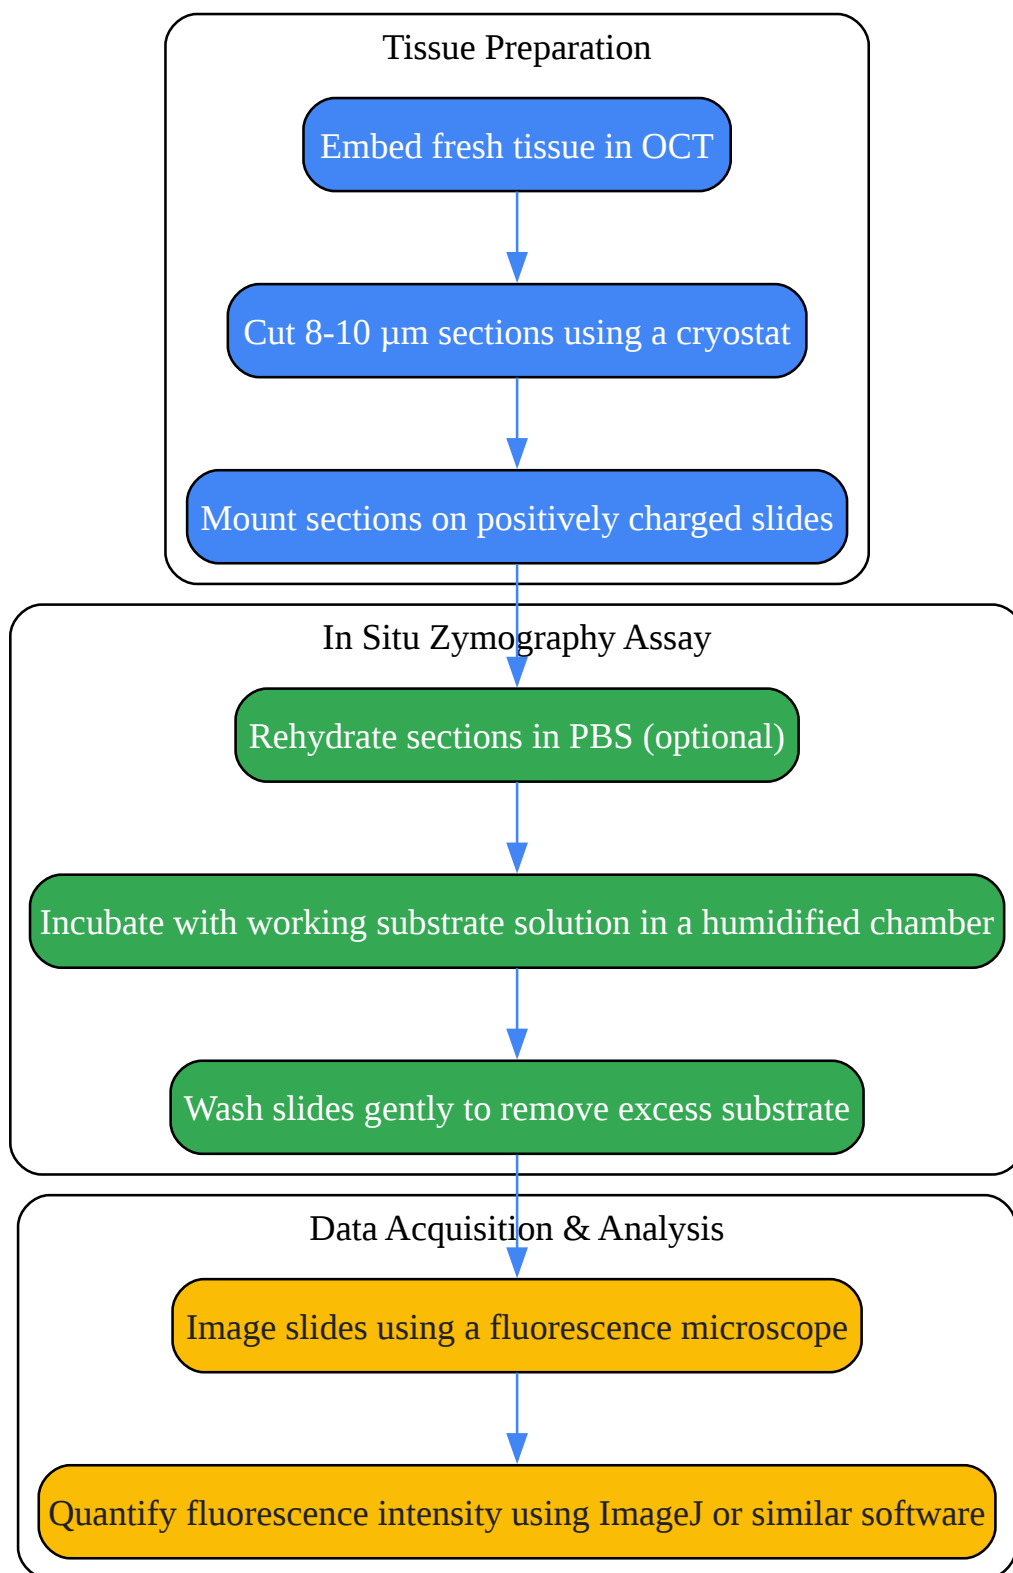 Tissue Preparation
Embed fresh tissue in OCT
Cut 8-10 µm sections using a cryostat
Mount sections on positively charged slides
In Situ Zymography Assay
Rehydrate sections in PBS (optional)
Incubate with working substrate solution in a humidified chamber
Wash slides gently to remove excess substrate
Data Acquisition & Analysis
Image slides using a fluorescence microscope
Quantify fluorescence intensity using ImageJ or similar software